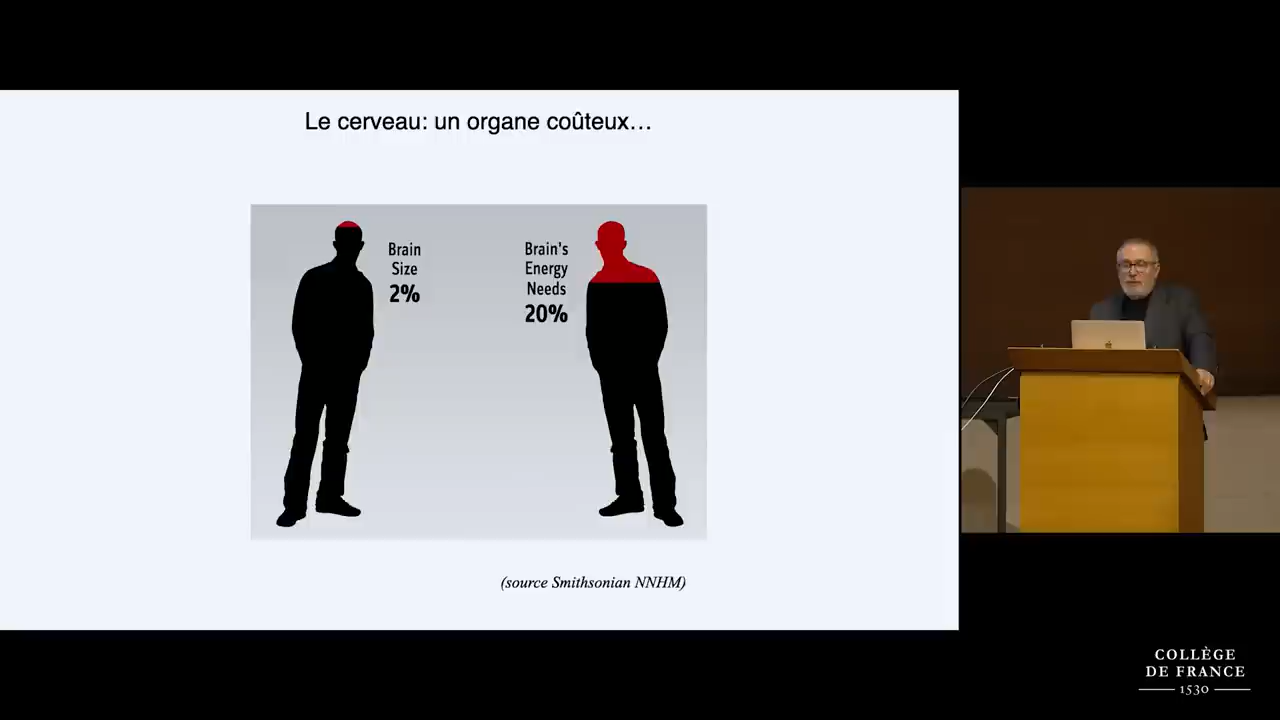 Le cerveau: un organe coûteux…
Brain
Size
2%
Brain's
Energy
Needs
20%
(source Smithsonian NNHM)
COLLÈGE
DE FRANCE
1530